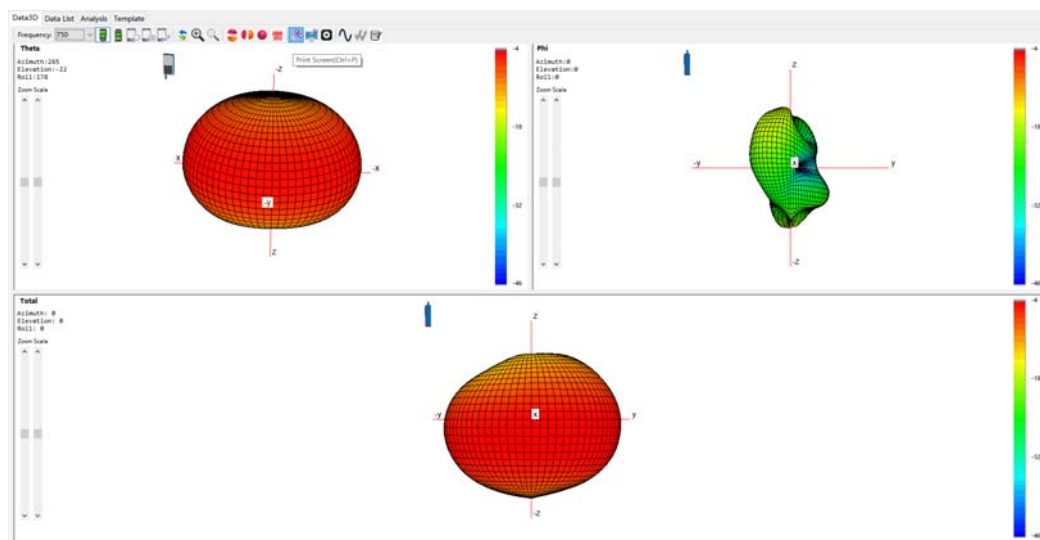 Data3D Data List Analysis Template
Frequency: 750
Theta
Azimuth:265
Elevation:-22
Roll:178
Zoom Scale
Print Screen(Ctrl+P)
-Z
X
-X
-y
Z
-4
-18
-32
-46
Phi
Azimuth:0
Elevation:0
Roll:0
Zoom Scale
Z
-y
x
y
-Z
-4
-18
-32
-46
Total
Azimuth: 0
Elevation: 0
Roll: 0
Zoom Scale
Z
-y
x
y
-Z
-4
-18
-32
-46